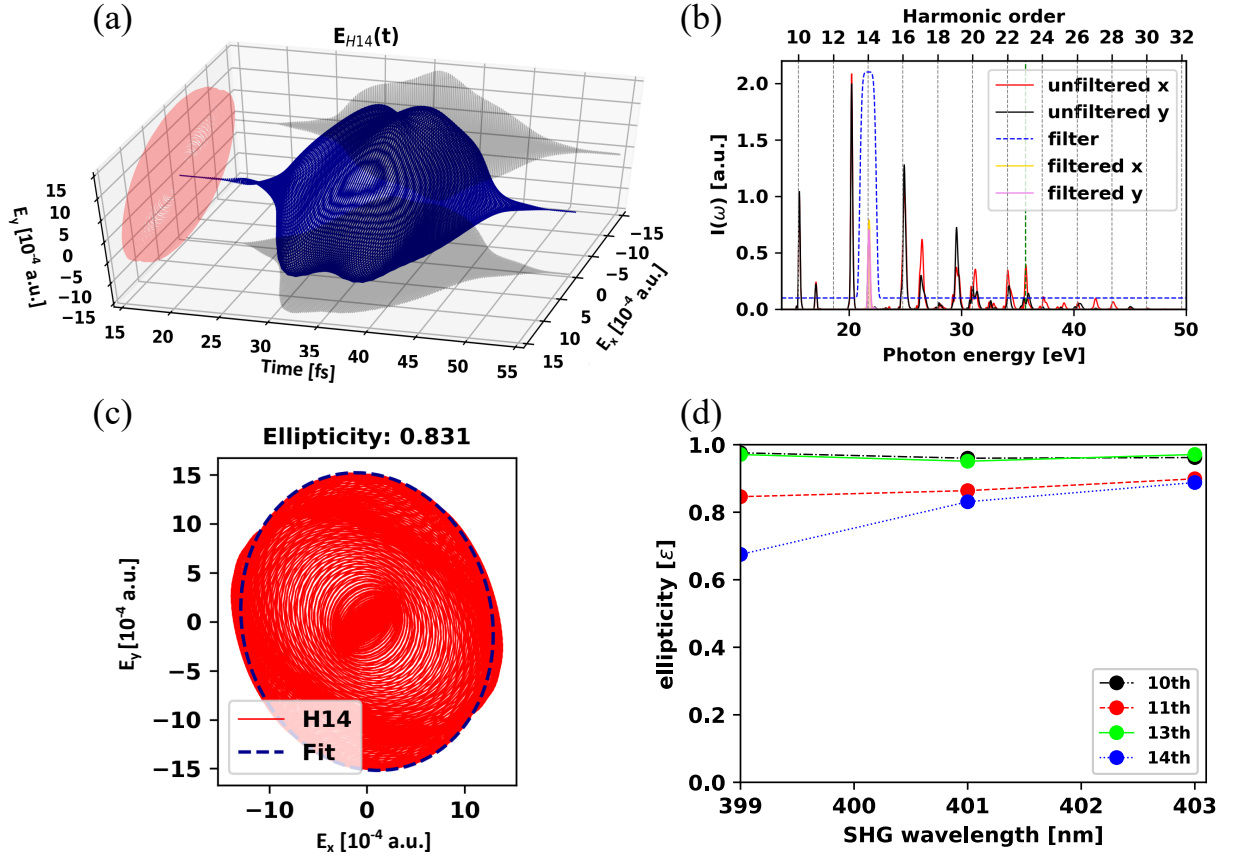 (a)
E_H14(t)
E_y [10^-4 a.u.]
15
10
5
0
−5
−10
−15
15 20 25 30 35 40 45 50 55
Time [fs]
−15
−10
−5
0
5
10
15
E_x [10^-4 a.u.]
(b)
Harmonic order
10 12 13 14 16 18 19 20 22 23 26 28 29 32
I(ω) [a.u.]
2.0
1.5
1.0
0.5
0.0
unfiltered x
unfiltered y
filter
filtered x
filtered y
20 30 40 50
Photon energy [eV]
(c)
Ellipticity: 0.831
E_y [10^-4 a.u.]
15
10
5
0
−5
−10
−15
H14
Fit
−10 0 10
E_x [10^-4 a.u.]
(d)
ellipticity [ε]
1.0
0.8
0.6
0.4
0.2
0.0
10th
11th
13th
14th
399 400 401 402 403
SHG wavelength [nm]